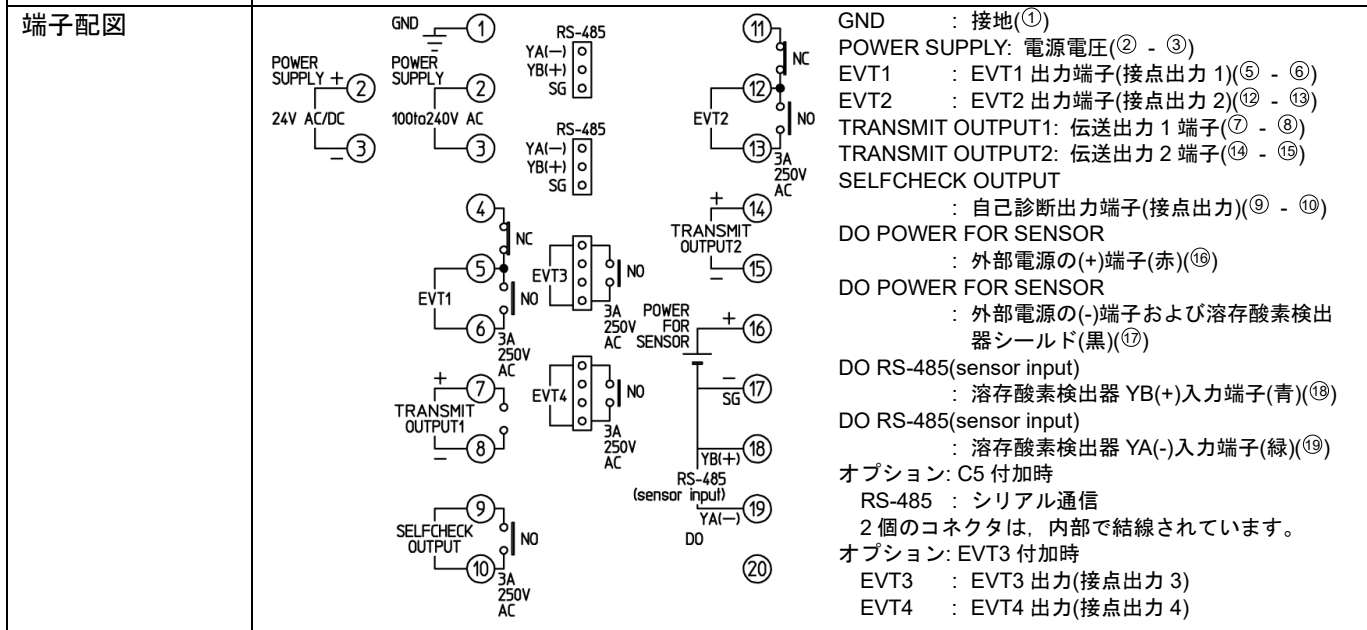 端子配図
GND
①
RS-485
YA(−)
YB(+)
SG
POWER
SUPPLY +
②
24V AC/DC
− ③
POWER
SUPPLY
②
100to240V AC
③
RS-485
YA(−)
YB(+)
SG
④
NC
⑤
EVT1
NO
⑥
3A
250V
AC
EVT3
NO
3A
250V
AC
+
⑦
TRANSMIT
OUTPUT1
− ⑧
EVT4
NO
3A
250V
AC
⑨
SELFCHECK
OUTPUT
NO
⑩
3A
250V
AC
⑪
NC
⑫
EVT2
NO
⑬
3A
250V
AC
+
⑭
TRANSMIT
OUTPUT2
− ⑮
POWER
FOR
SENSOR
+
⑯
−
SG
⑰
YB(+)
⑱
RS-485
(sensor input)
YA(−)
⑲
DO
⑳
GND : 接地(①)
POWER SUPPLY: 電源電圧(② - ③)
EVT1 : EVT1 出力端子(接点出力 1)(⑤ - ⑥)
EVT2 : EVT2 出力端子(接点出力 2)(⑫ - ⑬)
TRANSMIT OUTPUT1: 伝送出力 1 端子(⑦ - ⑧)
TRANSMIT OUTPUT2: 伝送出力 2 端子(⑭ - ⑮)
SELFCHECK OUTPUT
: 自己診断出力端子(接点出力)(⑨ - ⑩)
DO POWER FOR SENSOR
: 外部電源の(+)端子(赤)(⑯)
DO POWER FOR SENSOR
: 外部電源の(-)端子および溶存酸素検出
器シールド(黒)(⑰)
DO RS-485(sensor input)
: 溶存酸素検出器 YB(+)入力端子(青)(⑱)
DO RS-485(sensor input)
: 溶存酸素検出器 YA(-)入力端子(緑)(⑲)
オプション: C5 付加時
RS-485 : シリアル通信
2 個のコネクタは，内部で結線されています。
オプション: EVT3 付加時
EVT3 : EVT3 出力(接点出力 3)
EVT4 : EVT4 出力(接点出力 4)